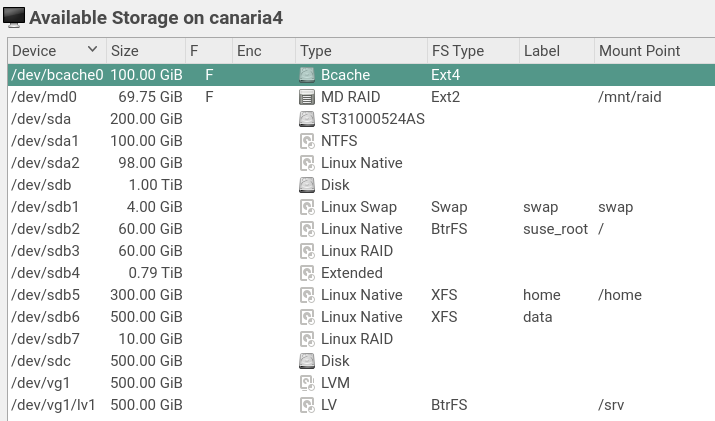 Available Storage on canaria4
Device Size F Enc Type FS Type Label Mount Point
/dev/bcache0 100.00 GiB F Bcache Ext4
/dev/md0 69.75 GiB F MD RAID Ext2 /mnt/raid
/dev/sda 200.00 GiB ST31000524AS
/dev/sda1 100.00 GiB NTFS
/dev/sda2 98.00 GiB Linux Native
/dev/sdb 1.00 TiB Disk
/dev/sdb1 4.00 GiB Linux Swap Swap swap swap
/dev/sdb2 60.00 GiB Linux Native BtrFS suse_root /
/dev/sdb3 60.00 GiB Linux RAID
/dev/sdb4 0.79 TiB Extended
/dev/sdb5 300.00 GiB Linux Native XFS home /home
/dev/sdb6 500.00 GiB Linux Native XFS data
/dev/sdb7 10.00 GiB Linux RAID
/dev/sdc 500.00 GiB Disk
/dev/vg1 500.00 GiB LVM
/dev/vg1/lv1 500.00 GiB LV BtrFS /srv